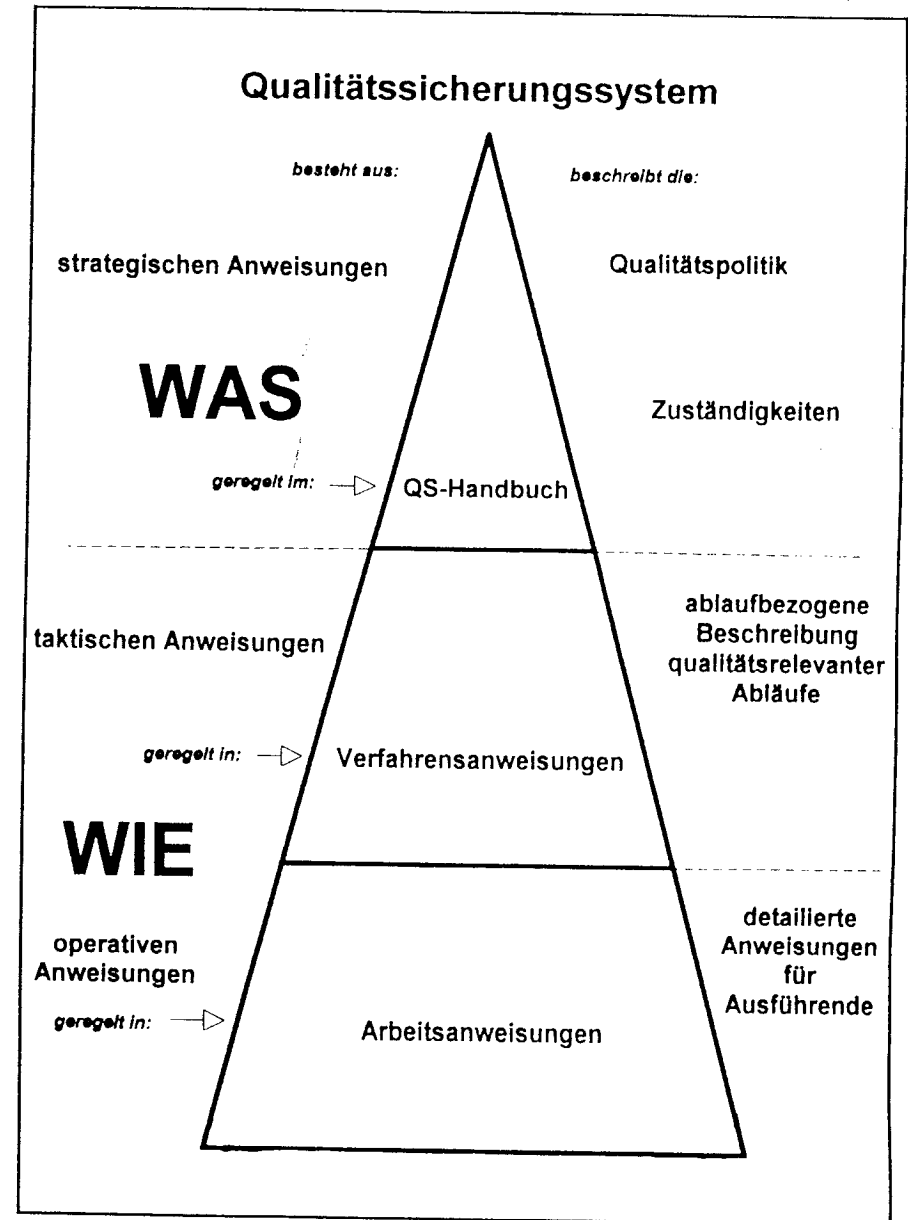 Qualitätssicherungssystem
besteht aus:
beschreibt die:
strategischen Anweisungen
Qualitätspolitik
WAS
Zuständigkeiten
geregelt im:
QS-Handbuch
taktischen Anweisungen
ablaufbezogene
Beschreibung
qualitätsrelevanter
Abläufe
geregelt in:
Verfahrensanweisungen
WIE
operativen
Anweisungen
detailierte
Anweisungen
für
Ausführende
geregelt in:
Arbeitsanweisungen